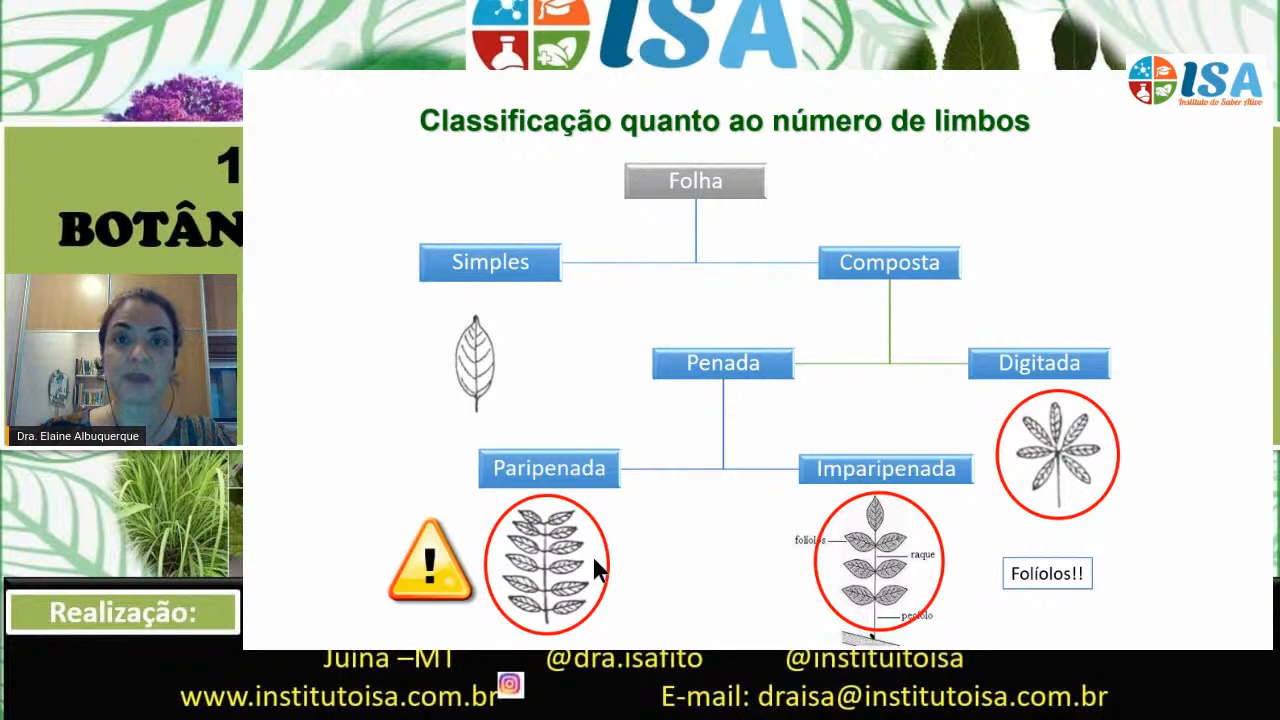 ISA
ISA
Instituto do Saber Ativo
Classificação quanto ao número de limbos
Folha
1
BOTÂN
Simples
Composta
Penada
Digitada
Dra. Elaine Albuquerque
Paripenada
Imparipenada
!
folíolos
raque
pecíolo
Folíolos!!
Realização:
Juína –MT
@dra.isafito
@instituitoisa
www.institutoisa.com.br
E-mail: draisa@institutoisa.com.br